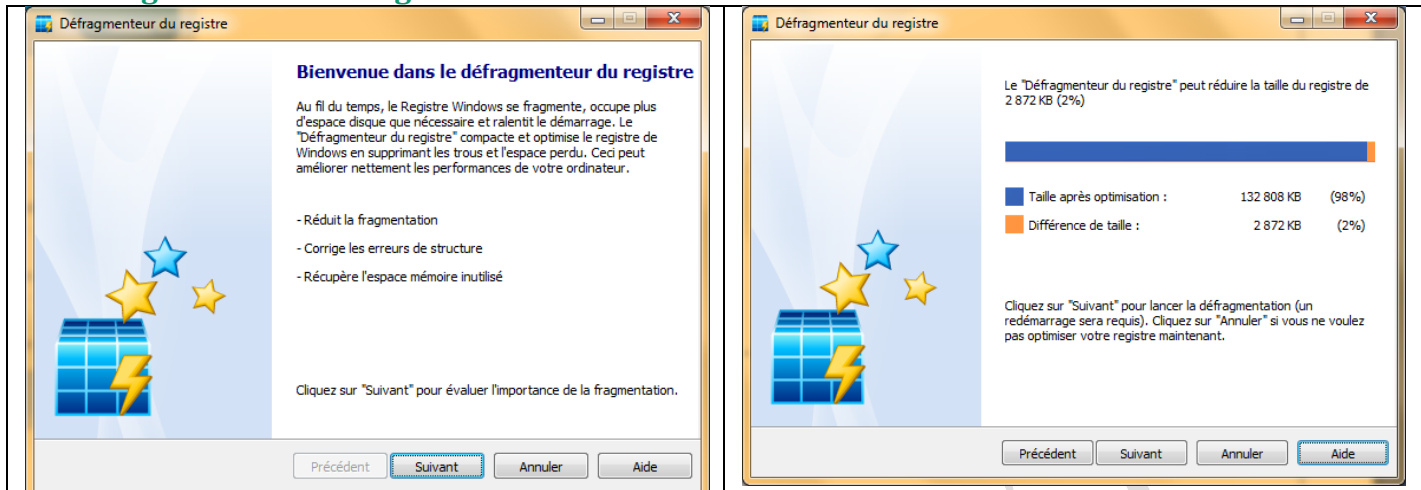 Défragmenteur du registre
Bienvenue dans le défragmenteur du registre
Au fil du temps, le Registre Windows se fragmente, occupe plus
d'espace disque que nécessaire et ralentit le démarrage. Le
"Défragmenteur du registre" compacte et optimise le registre de
Windows en supprimant les trous et l'espace perdu. Ceci peut
améliorer nettement les performances de votre ordinateur.
- Réduit la fragmentation
- Corrige les erreurs de structure
- Récupère l'espace mémoire inutilisé
Cliquez sur "Suivant" pour évaluer l'importance de la fragmentation.
Précédent Suivant Annuler Aide
Défragmenteur du registre
Le "Défragmenteur du registre" peut réduire la taille du registre de
2 872 KB (2%)
Taille après optimisation : 132 808 KB (98%)
Différence de taille : 2 872 KB (2%)
Cliquez sur "Suivant" pour lancer la défragmentation (un
redémarrage sera requis). Cliquez sur "Annuler" si vous ne voulez
pas optimiser votre registre maintenant.
Précédent Suivant Annuler Aide